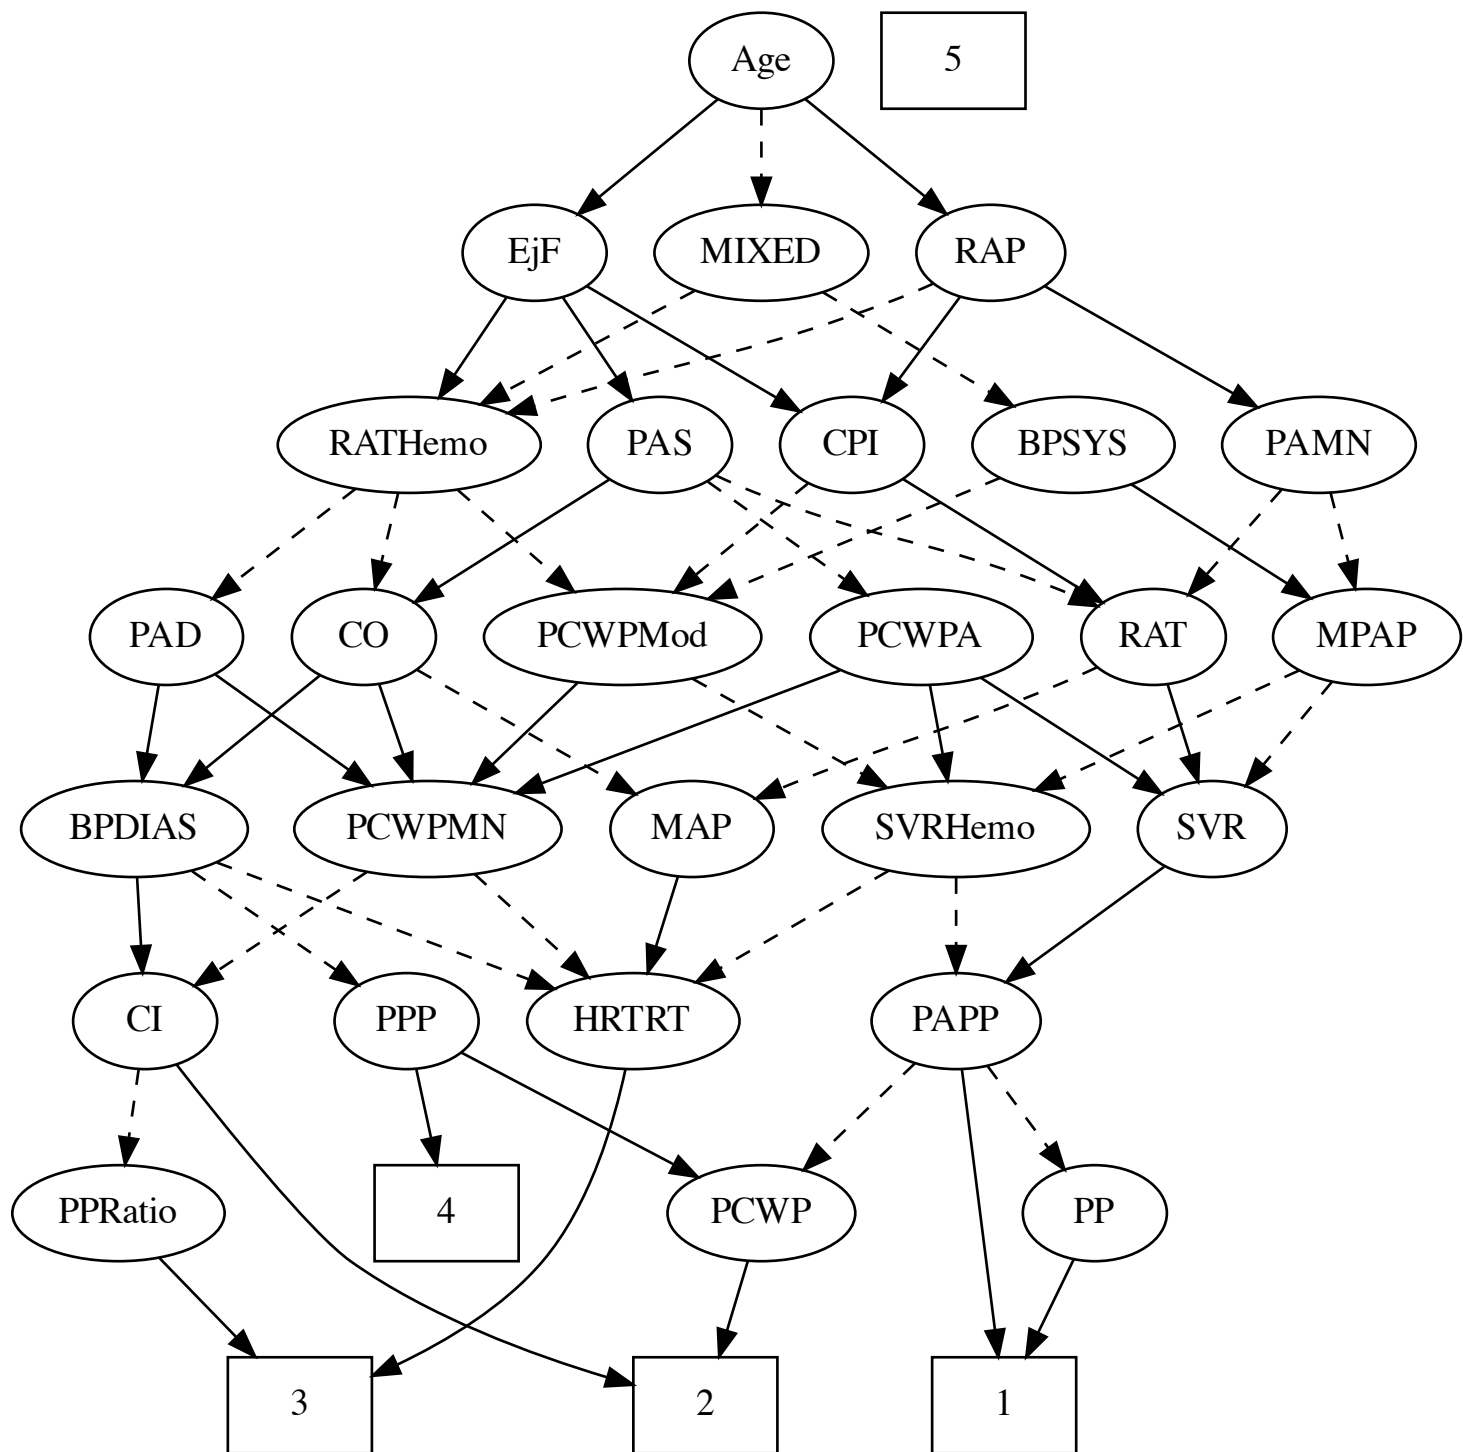 Age
5
EjF
MIXED
RAP
RATHemo
PAS
CPI
BPSYS
PAMN
PAD
CO
PCWPMod
PCWPA
RAT
MPAP
BPDIAS
PCWPMN
MAP
SVRHemo
SVR
CI
PPP
HRTRT
PAPP
PPRatio
4
PCWP
PP
3
2
1